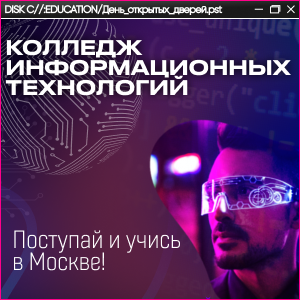 DISK C//:EDUCATION/День_открытых_дверей.pst
КОЛЛЕДЖ
ИНФОРМАЦИОННЫХ
ТЕХНОЛОГИЙ
Поступай и учись
в Москве!